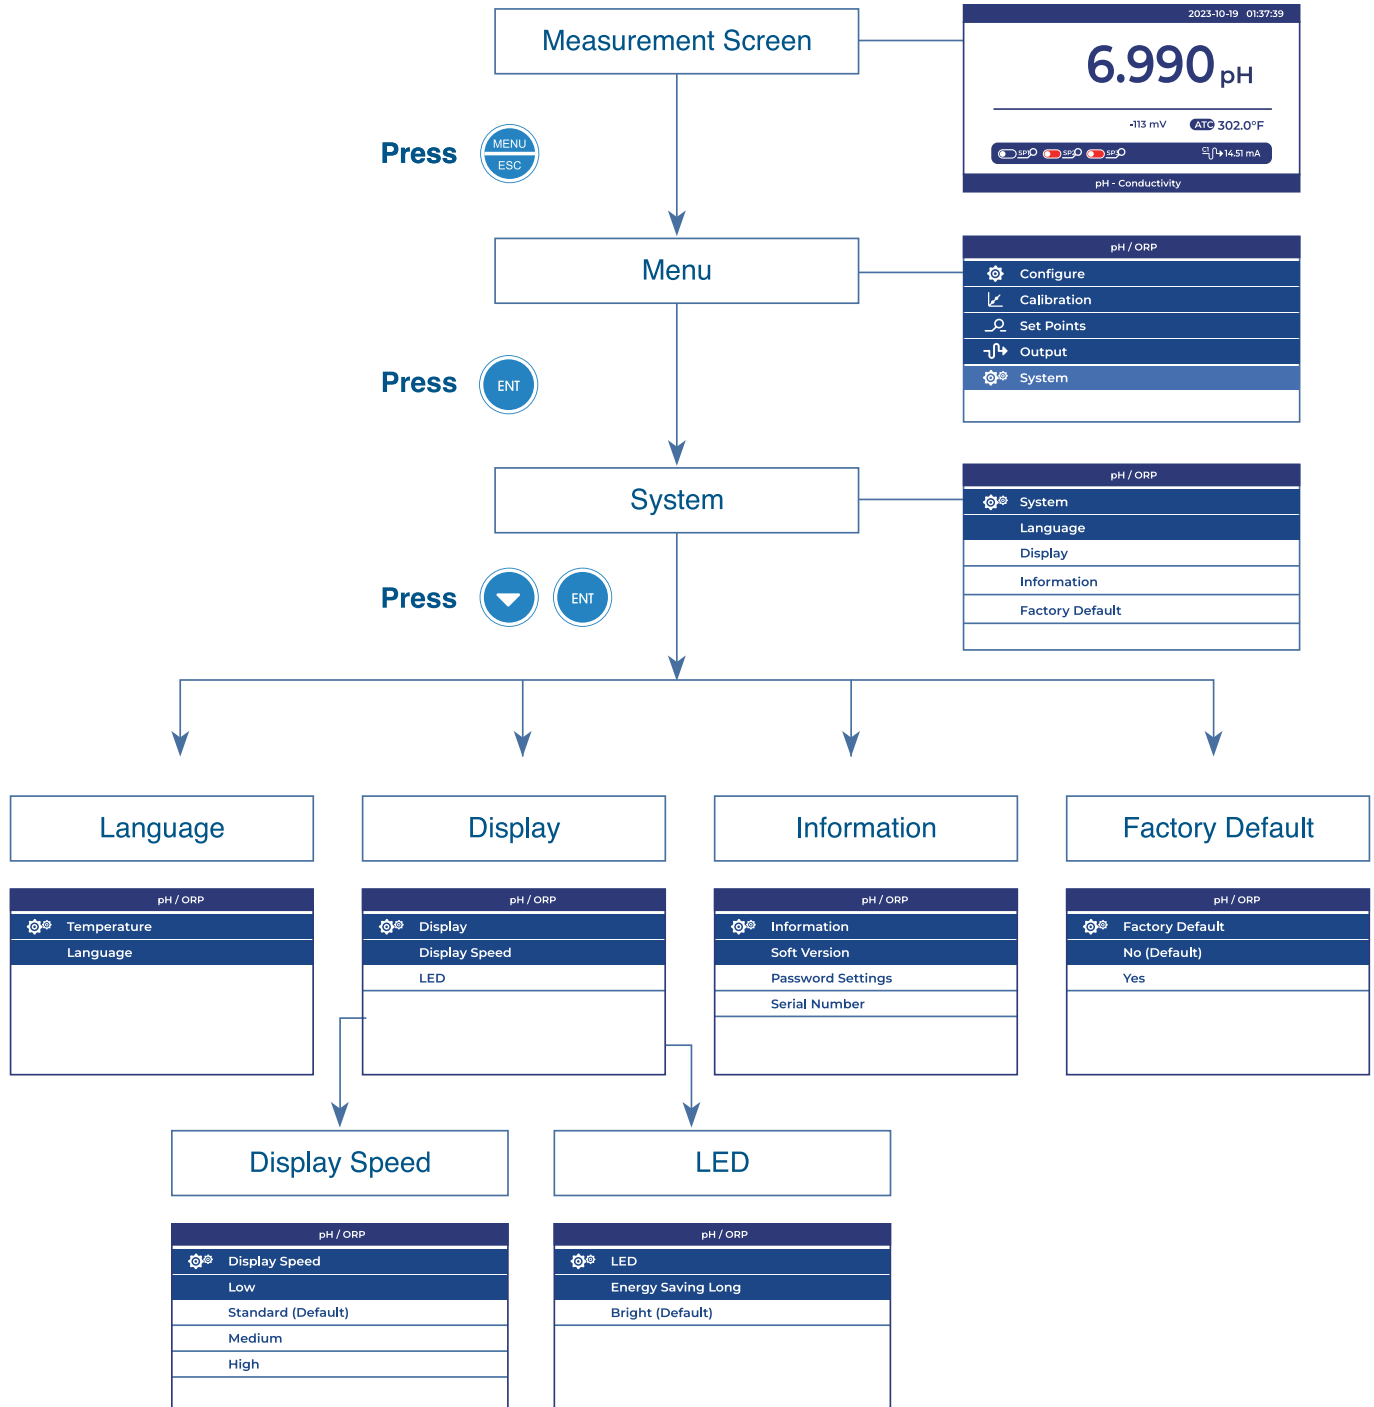 Measurement Screen
2023-10-19 01:37:39
6.990 pH
-113 mV ATC 302.0°F
SP1 SP2 SP3 C1 14.51 mA
pH - Conductivity
Press MENU
ESC
Menu
pH / ORP
Configure
Calibration
Set Points
Output
System
Press ENT
System
pH / ORP
System
Language
Display
Information
Factory Default
Press ENT
Language
pH / ORP
Temperature
Language
Display
pH / ORP
Display
Display Speed
LED
Information
pH / ORP
Information
Soft Version
Password Settings
Serial Number
Factory Default
pH / ORP
Factory Default
No (Default)
Yes
Display Speed
pH / ORP
Display Speed
Low
Standard (Default)
Medium
High
LED
pH / ORP
LED
Energy Saving Long
Bright (Default)